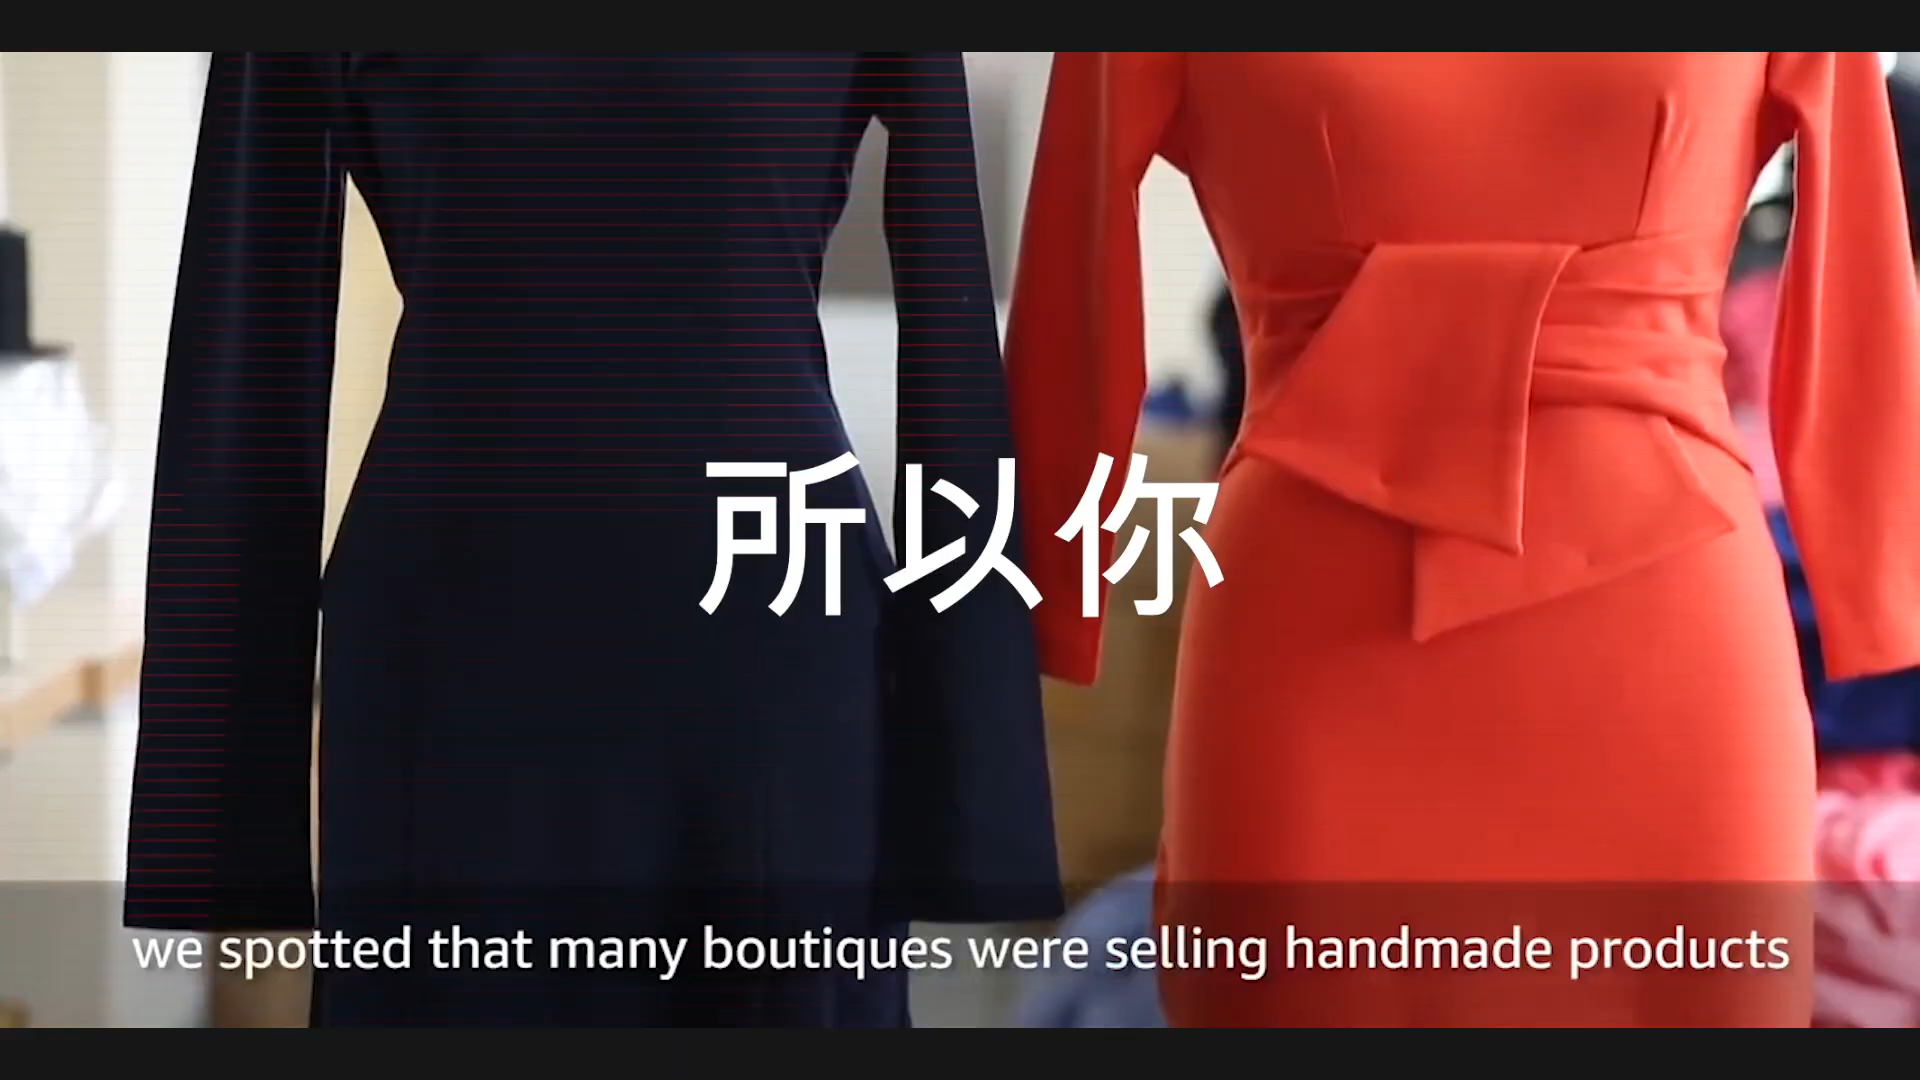 所以你
we spotted that many boutiques were selling handmade products